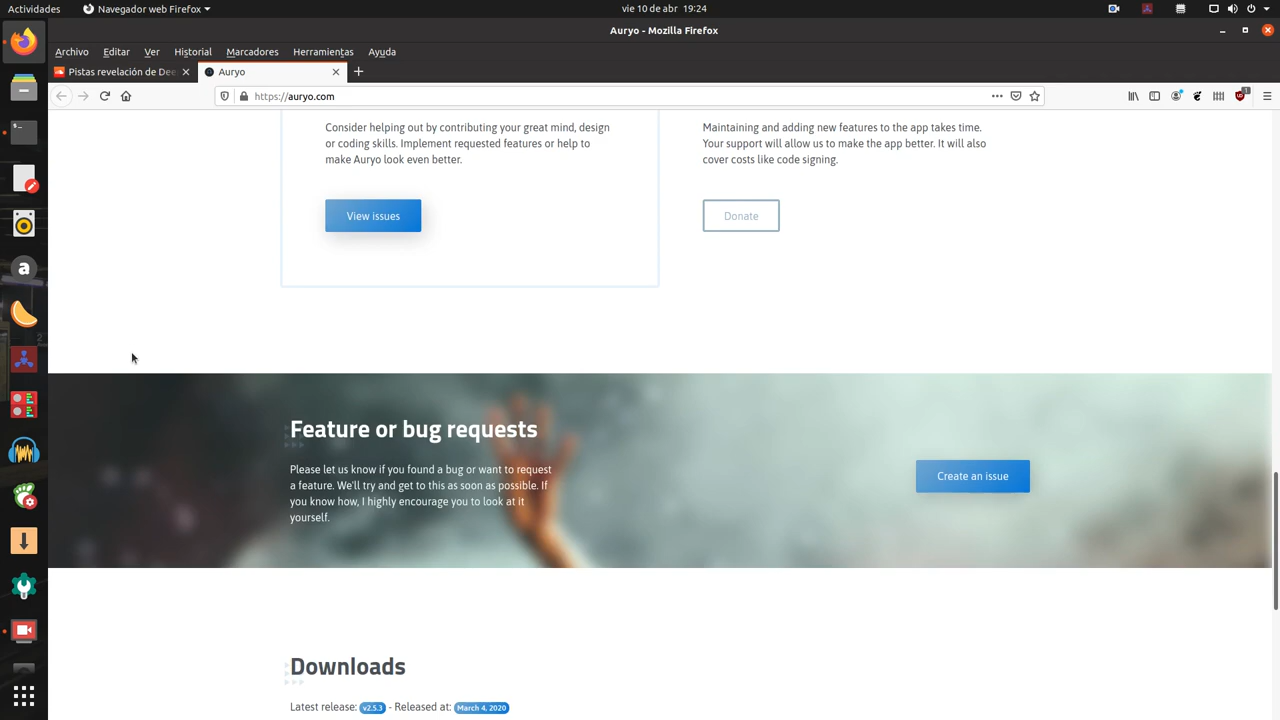 Actividades
Navegador web Firefox
vie 10 de abr 19:24
Auryo - Mozilla Firefox
Archivo Editar Ver Historial Marcadores Herramientas Ayuda
Pistas revelación de Dee
Auryo
https://auryo.com
Consider helping out by contributing your great mind, design
or coding skills. Implement requested features or help to
make Auryo look even better.
View issues
Maintaining and adding new features to the app takes time.
Your support will allow us to make the app better. It will also
cover costs like code signing.
Donate
Feature or bug requests
Please let us know if you found a bug or want to request
a feature. We'll try and get to this as soon as possible. If
you know how, I highly encourage you to look at it
yourself.
Create an issue
Downloads
Latest release: v2.5.3 - Released at: March 4, 2020